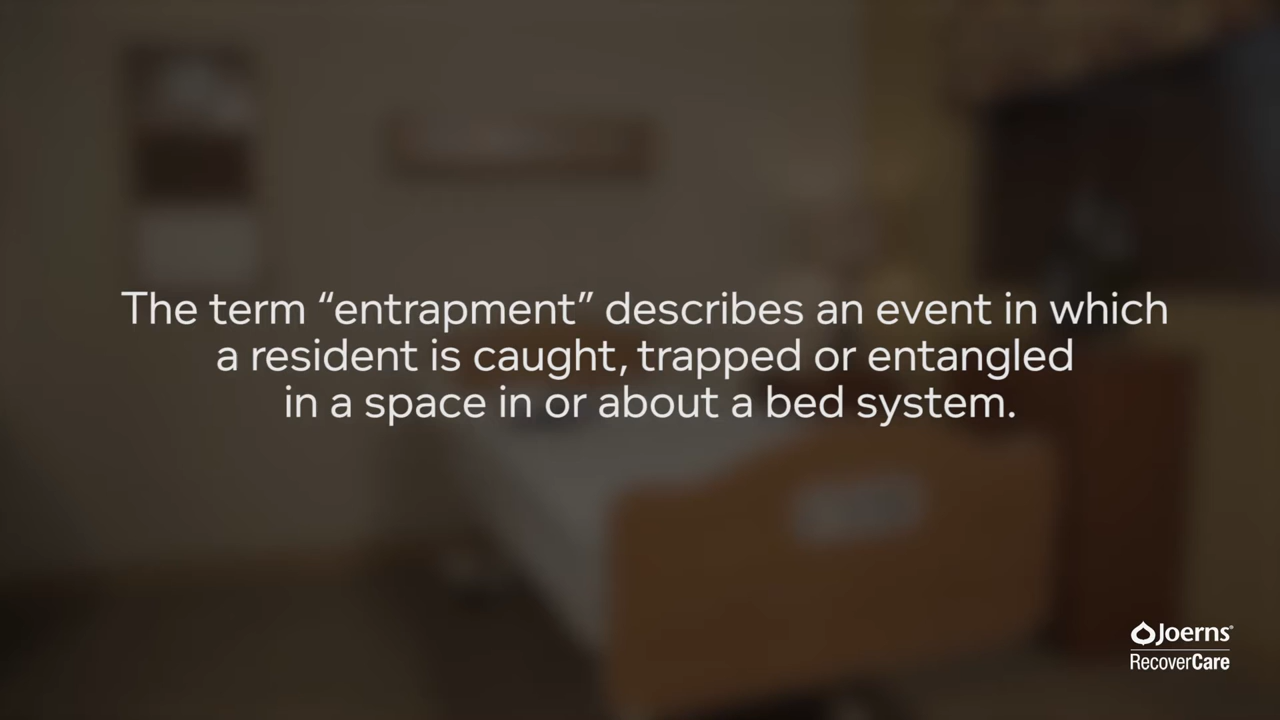 The term “entrapment” describes an event in which
a resident is caught, trapped or entangled
in a space in or about a bed system.
Joerns®
RecoverCare